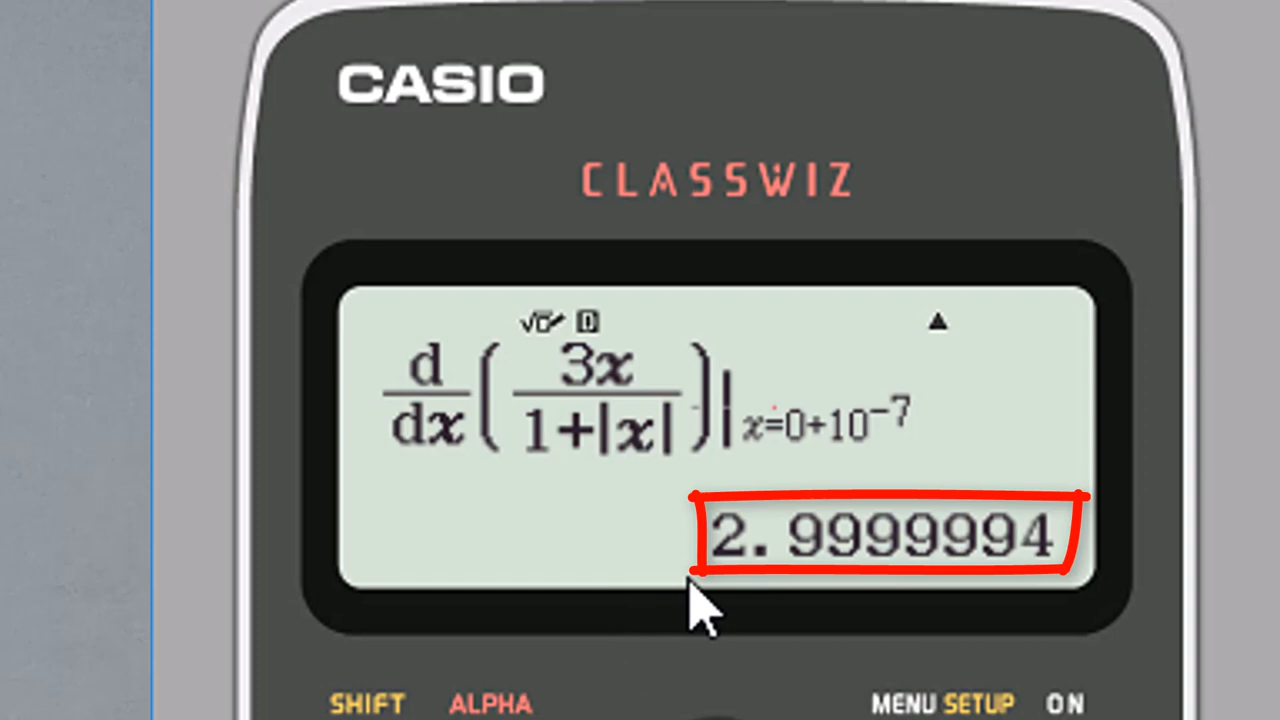 CASIO
CLASSWIZ
d/dx(3x/(1+|x|))|x=0+10⁻⁷
2.9999994
SHIFT ALPHA MENU SETUP ON